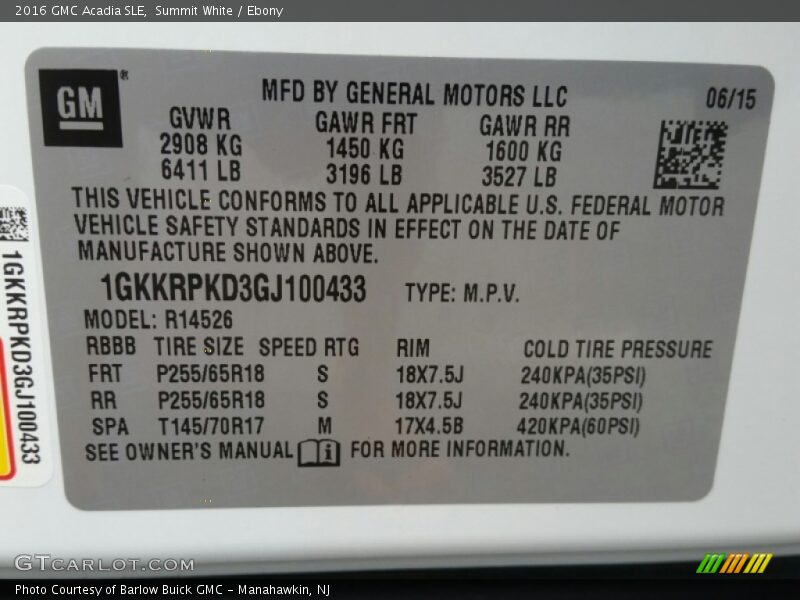 2016 GMC Acadia SLE, Summit White / Ebony
GM ®
MFD BY GENERAL MOTORS LLC 06/15
GVWR GAWR FRT GAWR RR
2908 KG 1450 KG 1600 KG
6411 LB 3196 LB 3527 LB
THIS VEHICLE CONFORMS TO ALL APPLICABLE U.S. FEDERAL MOTOR
VEHICLE SAFETY STANDARDS IN EFFECT ON THE DATE OF
MANUFACTURE SHOWN ABOVE.
1GKKRPKD3GJ100433 TYPE: M.P.V.
MODEL: R14526
RBBB TIRE SIZE SPEED RTG RIM COLD TIRE PRESSURE
FRT P255/65R18 S 18X7.5J 240KPA(35PSI)
RR P255/65R18 S 18X7.5J 240KPA(35PSI)
SPA T145/70R17 M 17X4.5B 420KPA(60PSI)
SEE OWNER'S MANUAL i FOR MORE INFORMATION.
1GKKRPKD3GJ100433
GTCARLOT.COM
Photo Courtesy of Barlow Buick GMC - Manahawkin, NJ